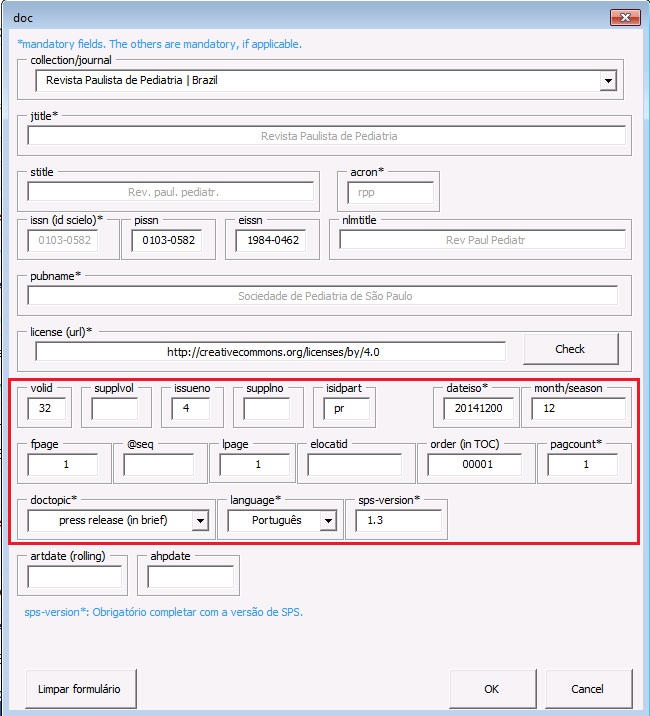 doc
*mandatory fields. The others are mandatory, if applicable.
collection/journal
Revista Paulista de Pediatria | Brazil
jtitle*
Revista Paulista de Pediatria
stitle
acron*
Rev. paul. pediatr.
rpp
issn (id scielo)*
pissn
eissn
nlmtitle
0103-0582
0103-0582
1984-0462
Rev Paul Pediatr
pubname*
Sociedade de Pediatria de São Paulo
license (url)*
http://creativecommons.org/licenses/by/4.0
Check
volid
supplvol
issueno
supplno
isidpart
dateiso*
month/season
32
4
pr
20141200
12
fpage
@seq
lpage
elocatid
order (in TOC)
pagcount*
1
1
00001
1
doctopic*
language*
sps-version*
press release (in brief)
Português
1.3
artdate (rolling)
ahpdate
sps-version*: Obrigatório completar com a versão de SPS.
Limpar formulário
OK
Cancel